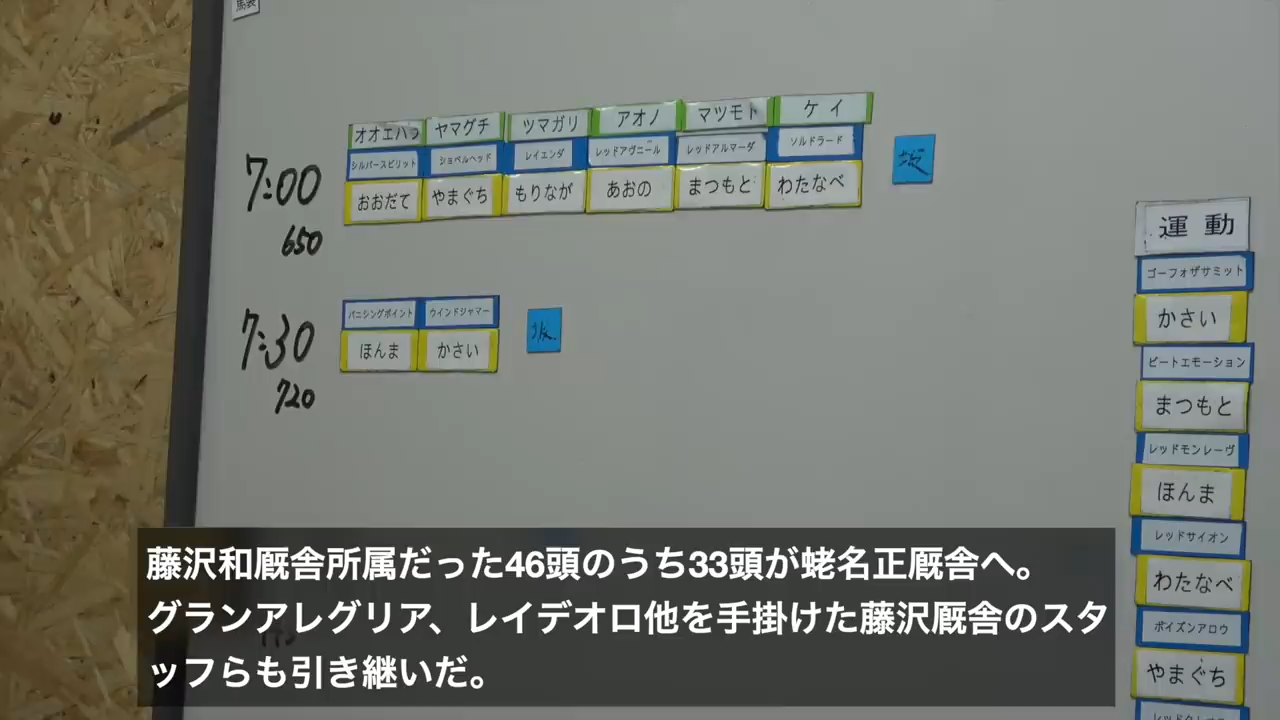 馬装
オオエハラ ヤマグチ ツマガリ アオノ マツモト ケイ
シルバースピリット ショベルヘッド レイエンダ レッドアヴニール レッドアルマーダ ソルドラード
7:00 おおだて やまぐち もりなが あおの まつもと わたなべ
650
バニシングポイント ウインドジャマー
7:30 ほんま かさい 坂
720
運動
ゴーフォザサミット
かさい
ビートエモーション
まつもと
レッドモンレーヴ
ほんま
レッドサイオン
わたなべ
ポイズンアロウ
やまぐち
藤沢和厩舎所属だった46頭のうち33頭が蛯名正厩舎へ。
グランアレグリア、レイデオロ他を手掛けた藤沢厩舎のスタ
ッフらも引き継いだ。